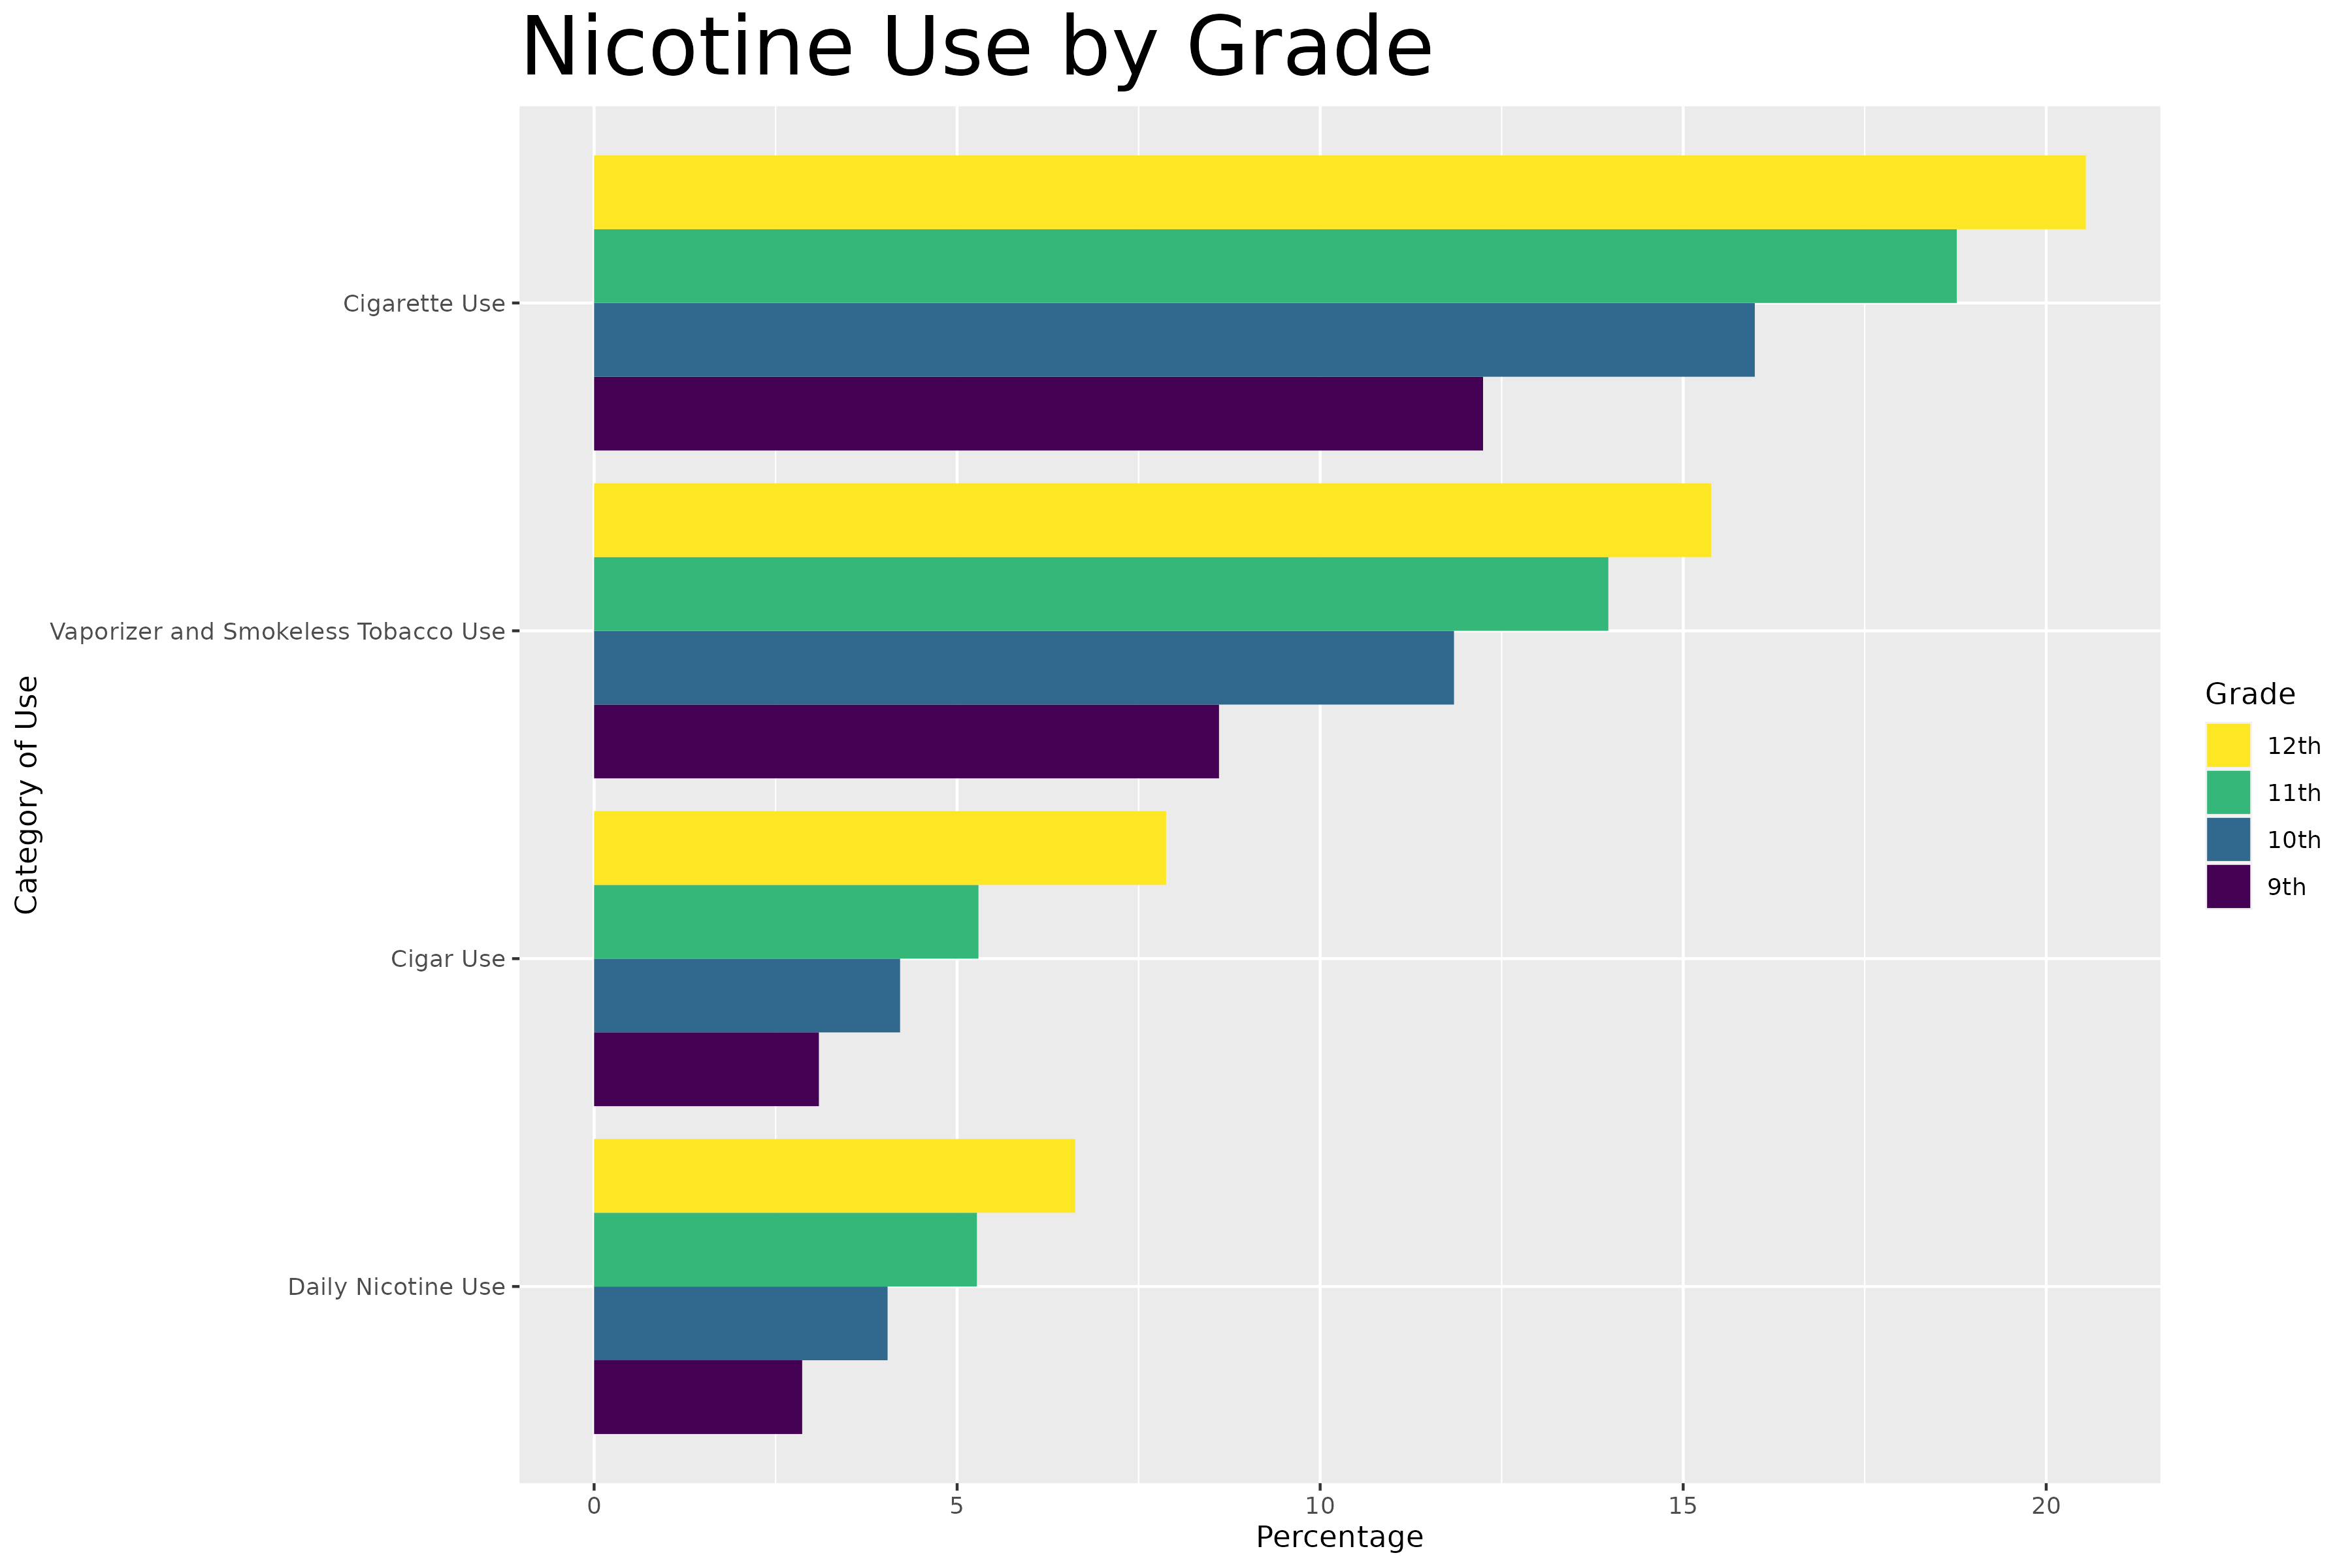 Nicotine Use by Grade
Category of Use
Cigarette Use
Vaporizer and Smokeless Tobacco Use
Cigar Use
Daily Nicotine Use
0 5 10 15 20
Percentage
Grade
12th
11th
10th
9th